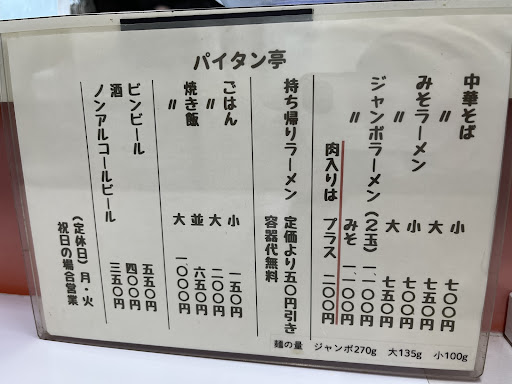 パイタン亭
中華そば 小 七〇〇円
〃 大 七五〇円
みそラーメン 小 七〇〇円
〃 大 七五〇円
ジャンボラーメン(2玉) 一、一〇〇円
〃 みそ 一、一〇〇円
肉入りは プラス 二〇〇円
持ち帰りラーメン 定価より五〇円引き
容器代無料
ごはん 小 一五〇円
〃 大 二〇〇円
焼き飯 並 六五〇円
〃 大 一、〇〇〇円
ビンビール 五五〇円
酒 四〇〇円
ノンアルコールビール 三五〇円
(定休日)月・火
祝日の場合営業
麺の量 ジャンボ270g 大135g 小100g